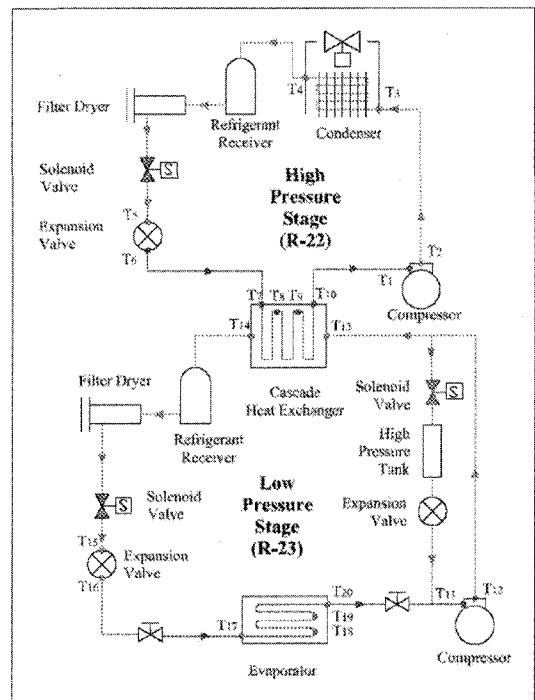 T4
T3
Filter Dryer
Refrigerant
Receiver
Condenser
Solenoid
Valve
S
High
Pressure
Stage
(R-22)
T5
Expansion
Valve
T6
T2
T1
Compressor
T7
T8
T9
T10
T14
T13
Filter Dryer
Cascade
Heat Exchanger
Solenoid
Valve
S
Refrigerant
Receiver
High
Pressure
Tank
Low
Pressure
Stage
(R-23)
Solenoid
Valve
S
Expansion
Valve
T15
Expansion
Valve
T16
T20
T11
T12
T17
T19
T18
Evaporator
Compressor